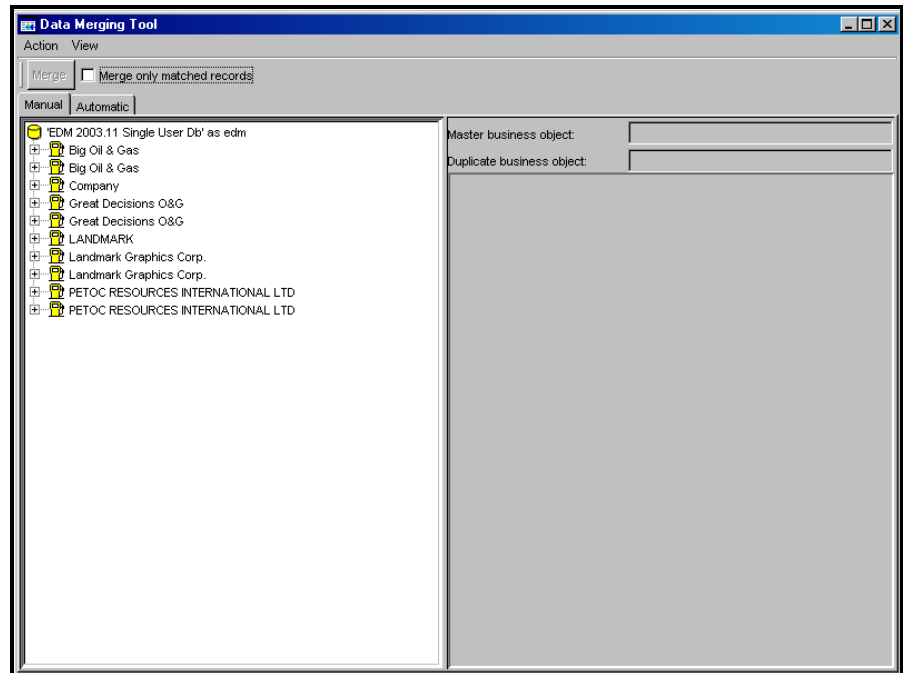 Data Merging Tool
Action View
Merge Merge only matched records
Manual Automatic
'EDM 2003.11 Single User Db' as edm
Big Oil & Gas
Big Oil & Gas
Company
Great Decisions O&G
Great Decisions O&G
LANDMARK
Landmark Graphics Corp.
Landmark Graphics Corp.
PETOC RESOURCES INTERNATIONAL LTD
PETOC RESOURCES INTERNATIONAL LTD
Master business object:
Duplicate business object: